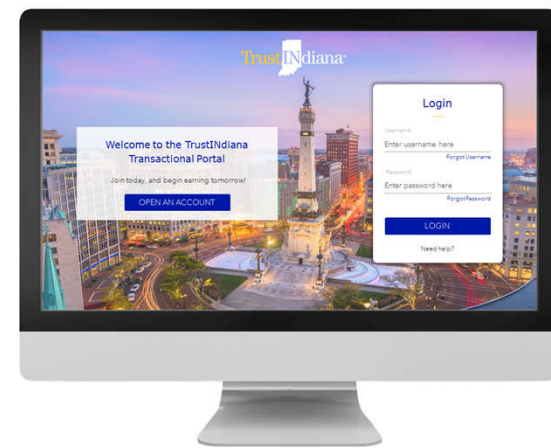 TrustINdiana
Welcome to the TrustINdiana
Transactional Portal
Join today, and begin earning tomorrow!
OPEN AN ACCOUNT
Login
Username
Enter username here
Forgot Username
Password
Enter password here
Forgot Password
LOGIN
Need help?